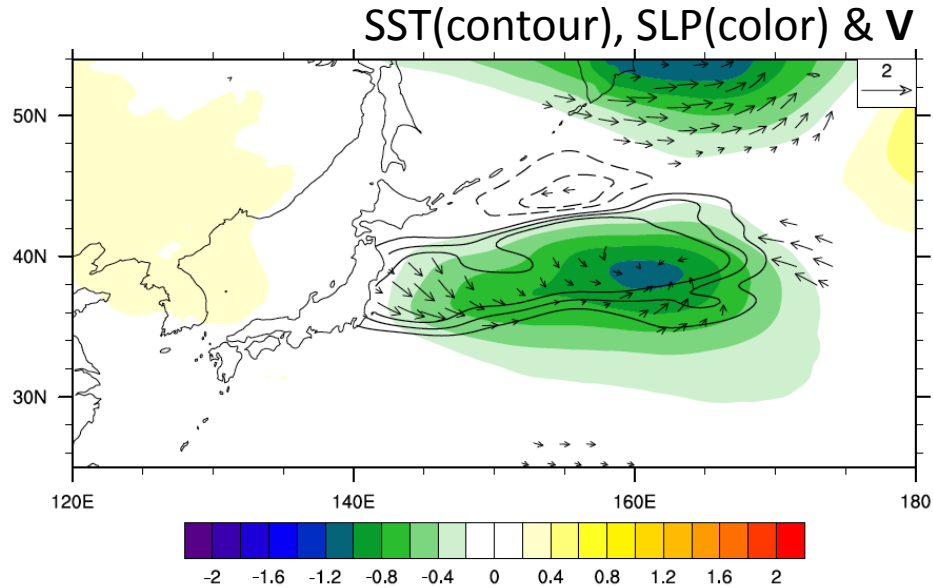 SST(contour), SLP(color) & V
2
50N
40N
30N
120E 140E 160E 180
-2 -1.6 -1.2 -0.8 -0.4 0 0.4 0.8 1.2 1.6 2